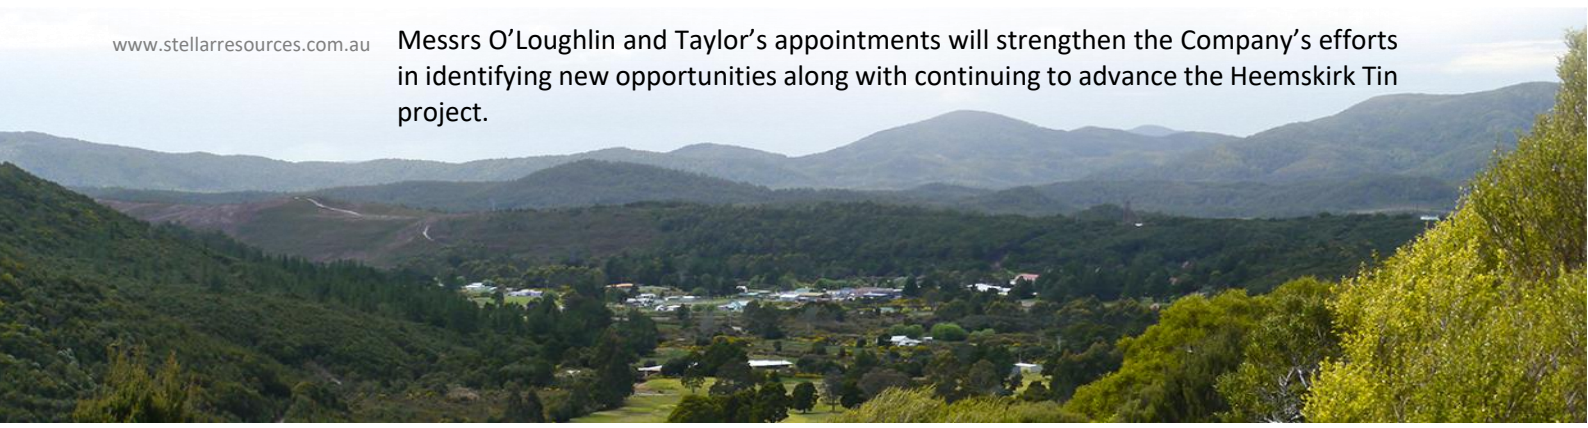 www.stellarresources.com.au
Messrs O’Loughlin and Taylor’s appointments will strengthen the Company’s efforts
in identifying new opportunities along with continuing to advance the Heemskirk Tin
project.